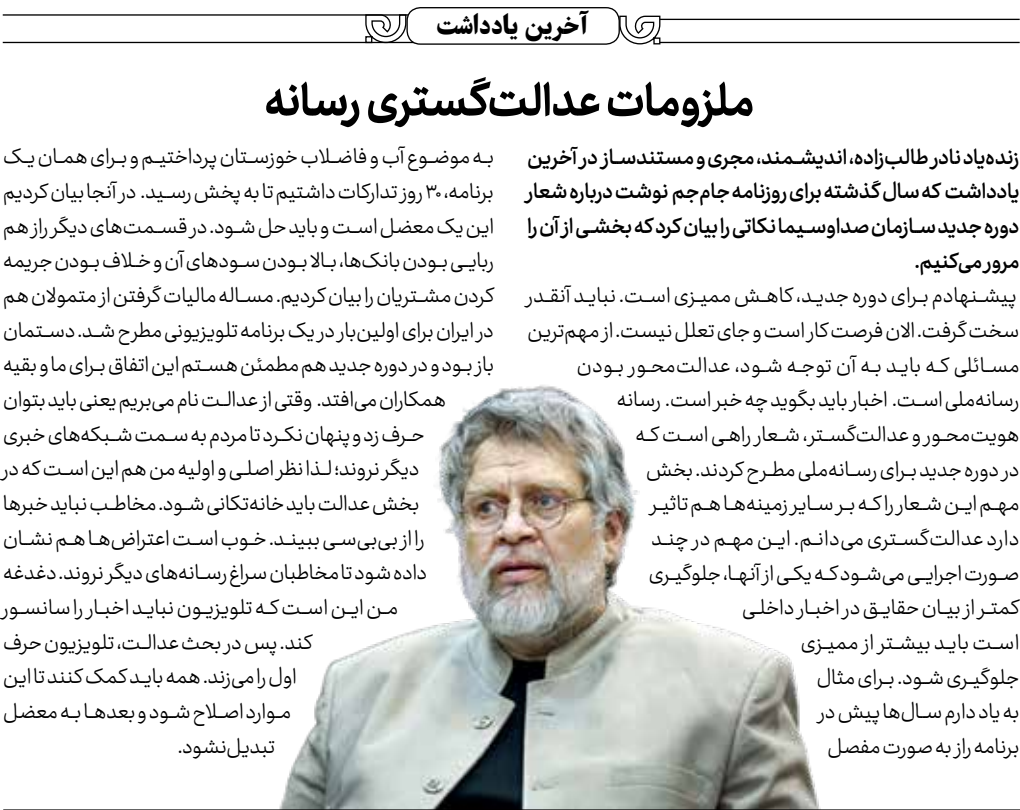 آخرین یادداشت
ملزومات عدالت‌گستری رسانه
زنده‌یاد نادر طالب‌زاده، اندیشمند، مجری و مستندساز در آخرین
یادداشت که سال گذشته برای روزنامه جام‌جم نوشت درباره شعار
دوره جدید سازمان صداوسیما نکاتی را بیان کرد که بخشی از آن را
مرور می‌کنیم.
پیشنهادم برای دوره جدید، کاهش ممیزی است. نباید آنقدر
سخت گرفت. الان فرصت کار است و جای تعلل نیست. از مهم‌ترین
مسائلی که باید به آن توجه شود، عدالت‌محور بودن
رسانه‌ملی است. اخبار باید بگوید چه خبر است. رسانه
هویت‌محور و عدالت‌گستر، شعار راهی است که
در دوره جدید برای رسانه‌ملی مطرح کردند. بخش
مهم این شعار را که بر سایر زمینه‌ها هم تاثیر
دارد عدالت‌گستری می‌دانم. این مهم در چند
صورت اجرایی می‌شود که یکی از آنها، جلوگیری
کمتر از بیان حقایق در اخبار داخلی
است باید بیشتر از ممیزی
جلوگیری شود. برای مثال
به یاد دارم سال‌ها پیش در
برنامه راز به صورت مفصل
به موضوع آب و فاضلاب خوزستان پرداختیم و برای همان یک
برنامه، ۳۰ روز تدارکات داشتیم تا به پخش رسید. در آنجا بیان کردیم
این یک معضل است و باید حل شود. در قسمت‌های دیگر راز هم
ربایی بودن بانک‌ها، بالا بودن سودهای آن و خلاف بودن جریمه
کردن مشتریان را بیان کردیم. مساله مالیات گرفتن از متمولان هم
در ایران برای اولین‌بار در یک برنامه تلویزیونی مطرح شد. دستمان
باز بود و در دوره جدید هم مطمئن هستم این اتفاق برای ما و بقیه
همکاران می‌افتد. وقتی از عدالت نام می‌بریم یعنی باید بتوان
حرف زد و پنهان نکرد تا مردم به سمت شبکه‌های خبری
دیگر نروند؛ لذا نظر اصلی و اولیه من هم این است که در
بخش عدالت باید خانه‌تکانی شود. مخاطب نباید خبرها
را از بی‌بی‌سی ببیند. خوب است اعتراض‌ها هم نشان
داده شود تا مخاطبان سراغ رسانه‌های دیگر نروند. دغدغه
من این است که تلویزیون نباید اخبار را سانسور
کند. پس در بحث عدالت، تلویزیون حرف
اول را می‌زند. همه باید کمک کنند تا این
موارد اصلاح شود و بعدها به معضل
تبدیل‌نشود.